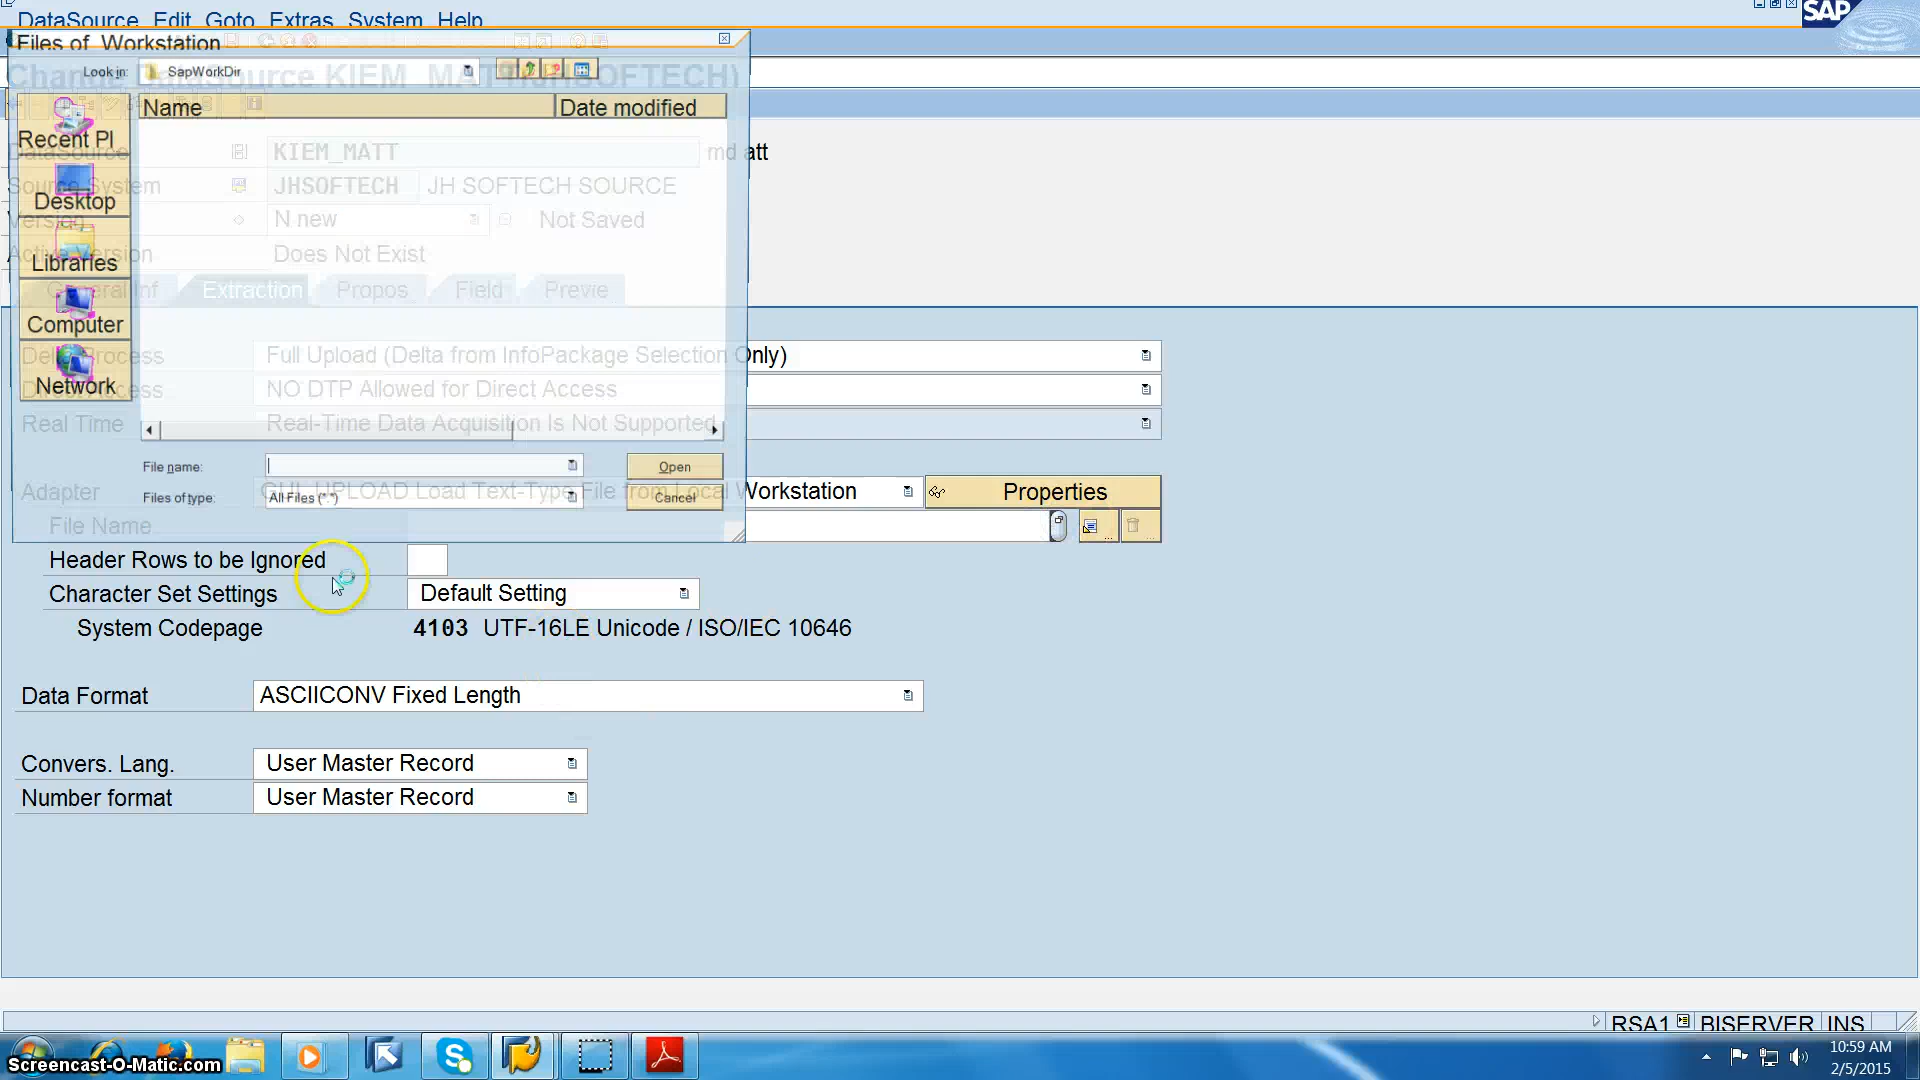 DataSource Edit Goto Extras System Help
SAP
Files of Workstation
Look in: SapWorkDir
Change DataSource KIEM_MATT(JHSOFTECH)
Name Date modified
Recent Pl
DataSource KIEM_MATT md att
Desktop
Source System JHSOFTECH JH SOFTECH SOURCE
Version N new Not Saved
Libraries
Active Version Does Not Exist
General Inf Extraction Propos Field Previe
Computer
Delta Process Full Upload (Delta from InfoPackage Selection Only)
Network
Direct Access NO DTP Allowed for Direct Access
Real Time Real-Time Data Acquisition Is Not Supported
File name: Open
Adapter GUI_UPLOAD Load Text-Type File from Local Workstation Properties
Files of type: All Files (*.*) Cancel
File Name
Header Rows to be Ignored
Character Set Settings Default Setting
System Codepage 4103 UTF-16LE Unicode / ISO/IEC 10646
Data Format ASCIICONV Fixed Length
Convers. Lang. User Master Record
Number format User Master Record
RSA1 BISERVER INS
10:59 AM
Screencast-O-Matic.com
2/5/2015